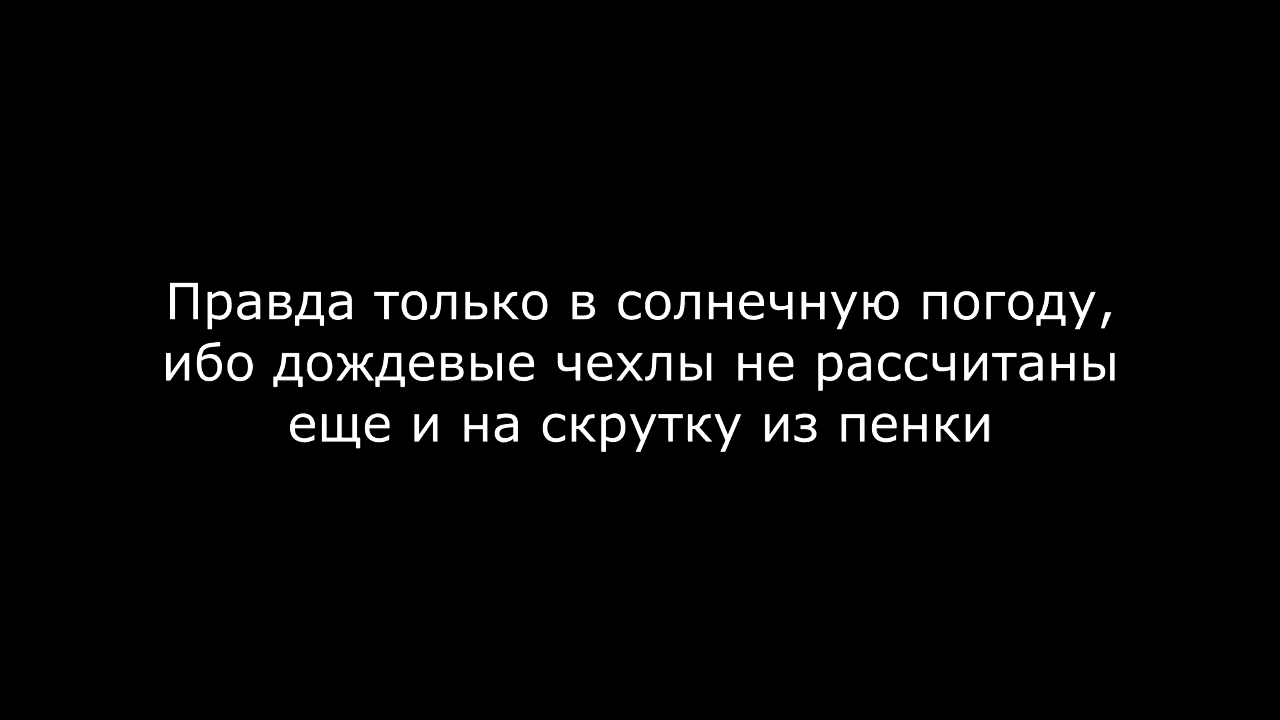 Правда только в солнечную погоду,
ибо дождевые чехлы не рассчитаны
еще и на скрутку из пенки